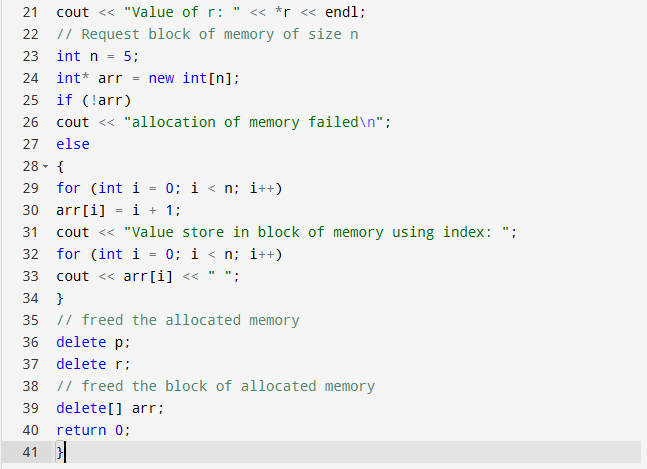 21 cout << "Value of r: " << *r << endl;
22 // Request block of memory of size n
23 int n = 5;
24 int* arr = new int[n];
25 if (!arr)
26 cout << "allocation of memory failed\n";
27 else
28 {
29 for (int i = 0; i < n; i++)
30 arr[i] = i + 1;
31 cout << "Value store in block of memory using index: ";
32 for (int i = 0; i < n; i++)
33 cout << arr[i] << " ";
34 }
35 // freed the allocated memory
36 delete p;
37 delete r;
38 // freed the block of allocated memory
39 delete[] arr;
40 return 0;
41 }